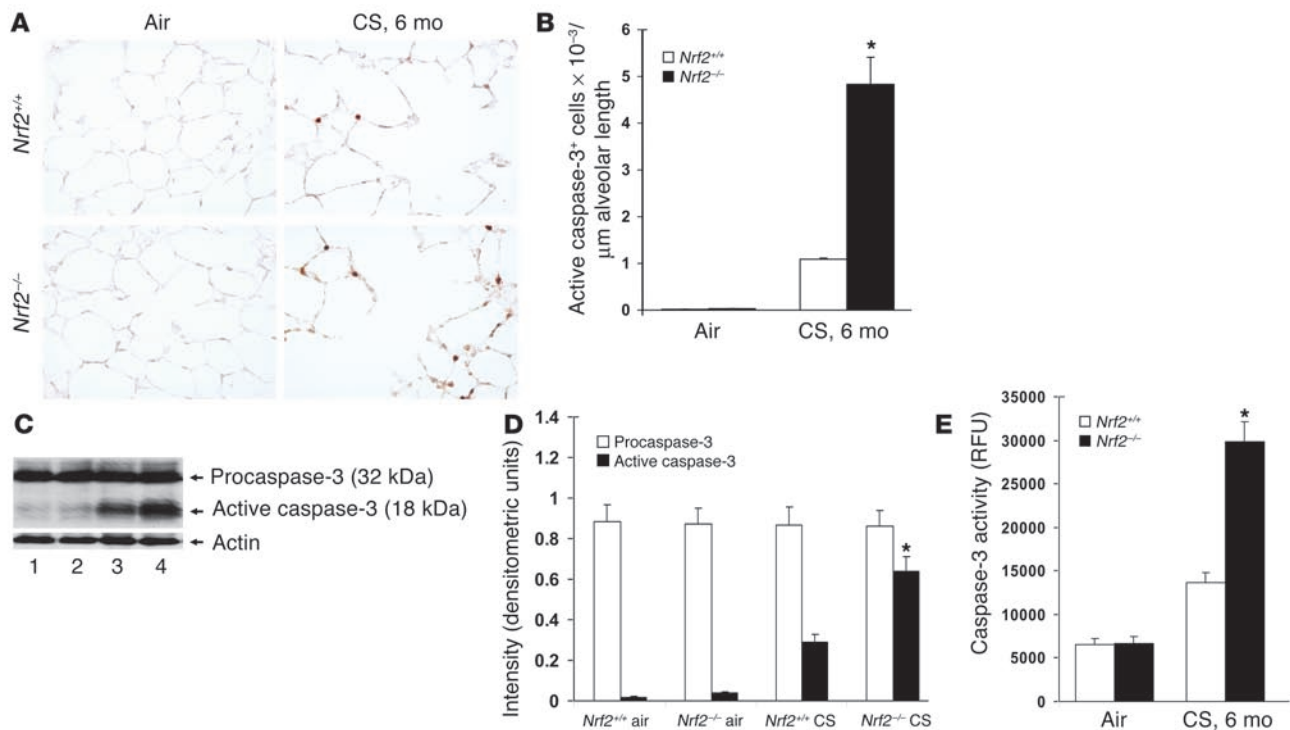 A
Air
CS, 6 mo
Nrf2+/+
Nrf2–/–
B
Active caspase-3+ cells × 10–3/
μm alveolar length
6
5
4
3
2
1
0
Nrf2+/+
Nrf2–/–
*
Air
CS, 6 mo
C
Procaspase-3 (32 kDa)
Active caspase-3 (18 kDa)
Actin
1 2 3 4
D
Intensity (densitometric units)
1.4
1.2
1
0.8
0.6
0.4
0.2
0
Procaspase-3
Active caspase-3
*
Nrf2+/+ air
Nrf2–/– air
Nrf2+/+ CS
Nrf2–/– CS
E
Caspase-3 activity (RFU)
35000
30000
25000
20000
15000
10000
5000
0
Nrf2+/+
Nrf2–/–
*
Air
CS, 6 mo